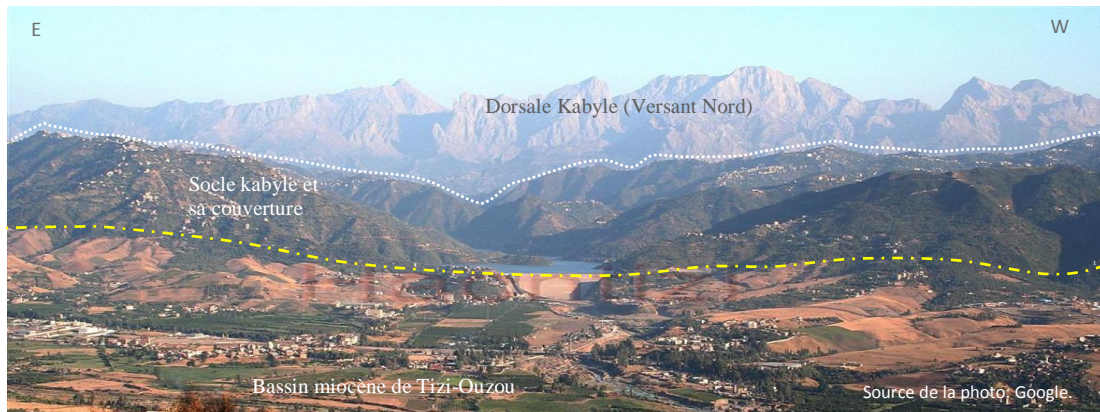 E
W
Dorsale Kabyle (Versant Nord)
Socle kabyle et
sa couverture
Bassin miocène de Tizi-Ouzou
Source de la photo: Google.